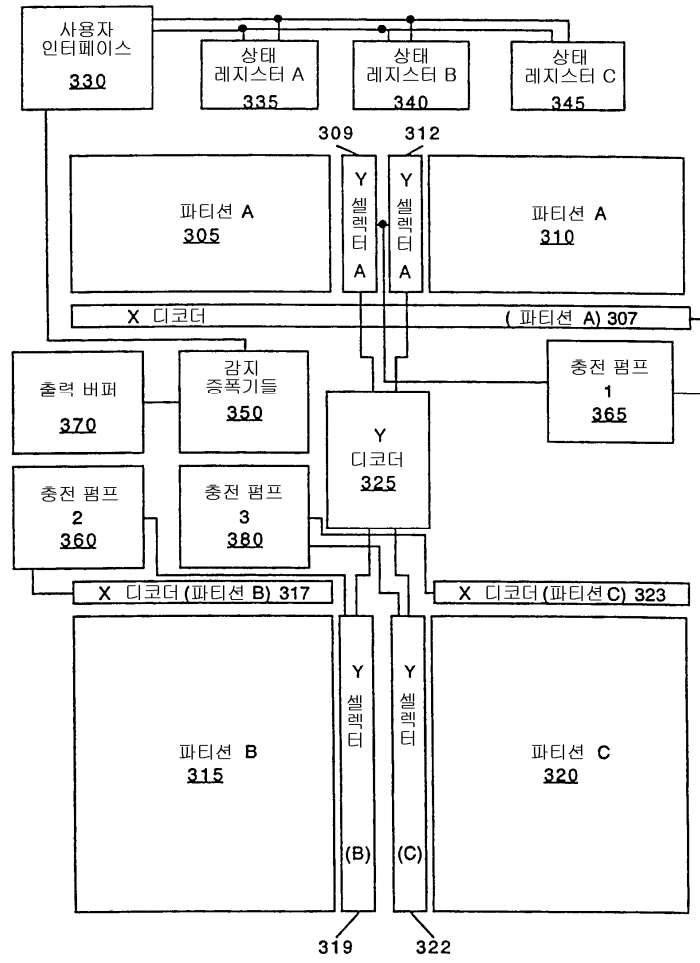 사용자
인터페이스
330
상태
레지스터 A
335
상태
레지스터 B
340
상태
레지스터 C
345
309
312
파티션 A
305
Y
셀렉터
A
Y
셀렉터
A
파티션 A
310
X 디코더 ( 파티션 A) 307
출력 버퍼
370
감지
증폭기들
350
충전 펌프
1
365
Y
디코더
325
충전 펌프
2
360
충전 펌프
3
380
X 디코더 (파티션 B) 317
X 디코더 (파티션 C) 323
파티션 B
315
Y
셀렉터
(B)
Y
셀렉터
(C)
파티션 C
320
319
322